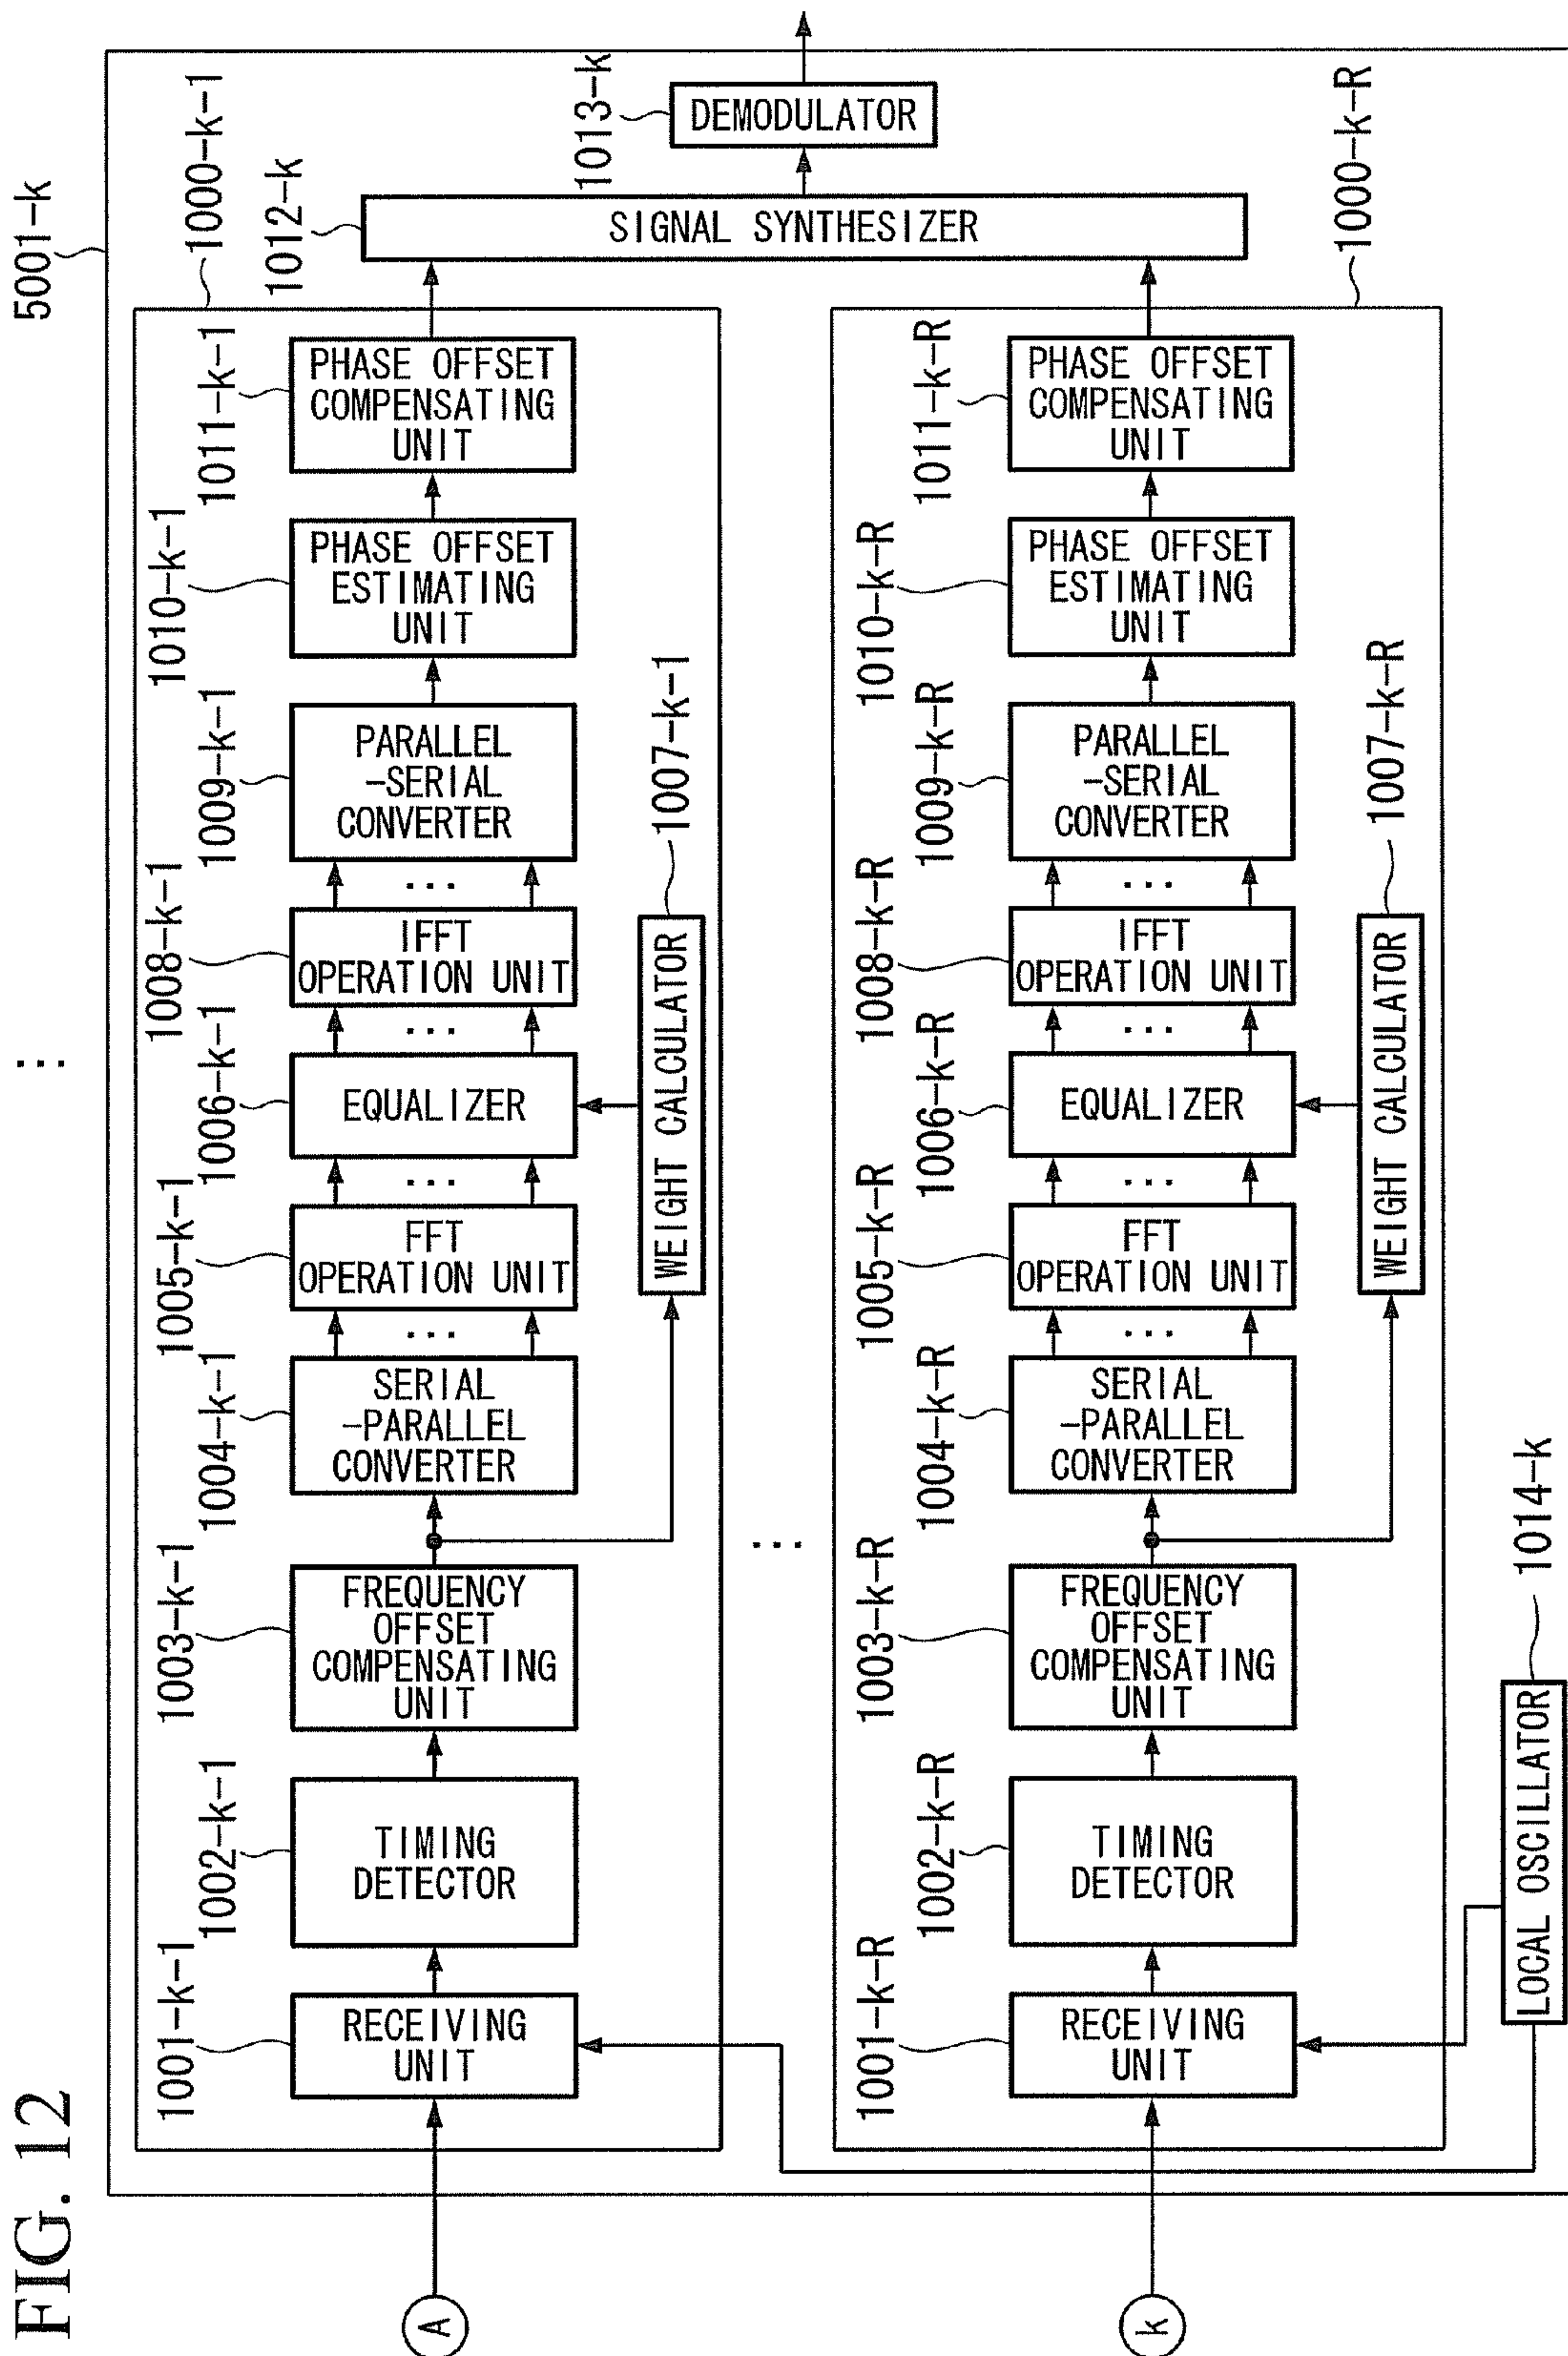 FIG. 12
...
5001-k
1000-k-1
A
1001-k-1
RECEIVING
UNIT
1002-k-1
TIMING
DETECTOR
1003-k-1
FREQUENCY
OFFSET
COMPENSATING
UNIT
1004-k-1
SERIAL
-PARALLEL
CONVERTER
...
1005-k-1
FFT
OPERATION UNIT
...
1006-k-1
EQUALIZER
...
1007-k-1
WEIGHT CALCULATOR
1008-k-1
IFFT
OPERATION UNIT
...
1009-k-1
PARALLEL
-SERIAL
CONVERTER
1010-k-1
PHASE OFFSET
ESTIMATING
UNIT
1011-k-1
PHASE OFFSET
COMPENSATING
UNIT
1012-k
SIGNAL SYNTHESIZER
1013-k
DEMODULATOR
...
1000-k-R
k
1001-k-R
RECEIVING
UNIT
1002-k-R
TIMING
DETECTOR
1003-k-R
FREQUENCY
OFFSET
COMPENSATING
UNIT
1004-k-R
SERIAL
-PARALLEL
CONVERTER
...
1005-k-R
FFT
OPERATION UNIT
...
1006-k-R
EQUALIZER
...
1007-k-R
WEIGHT CALCULATOR
1008-k-R
IFFT
OPERATION UNIT
...
1009-k-R
PARALLEL
-SERIAL
CONVERTER
1010-k-R
PHASE OFFSET
ESTIMATING
UNIT
1011-k-R
PHASE OFFSET
COMPENSATING
UNIT
LOCAL OSCILLATOR
1014-k